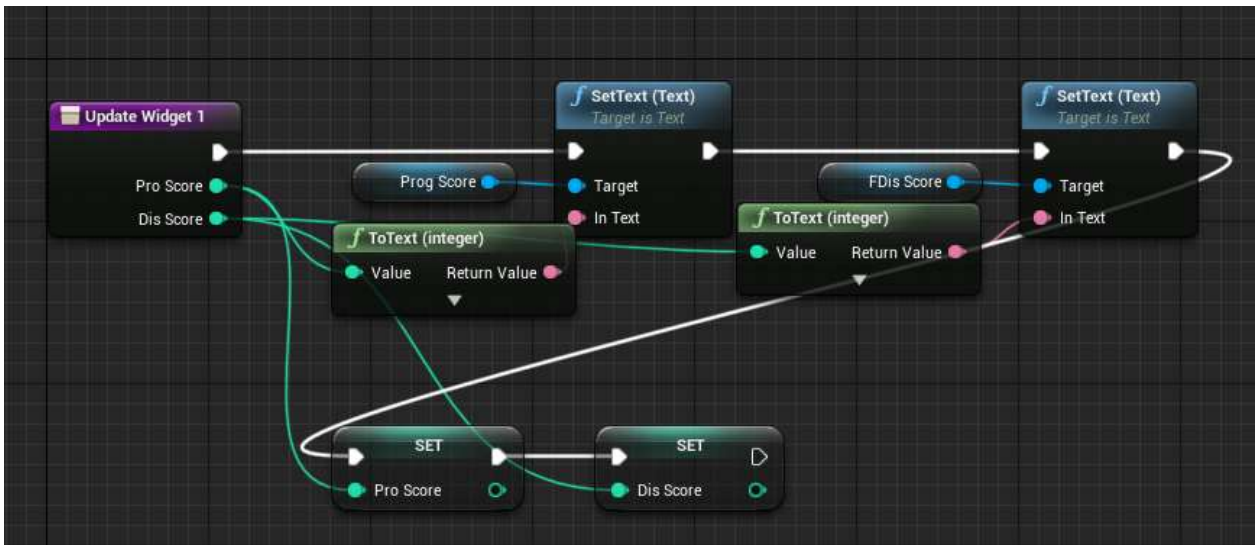 Update Widget 1
Pro Score
Dis Score
f SetText (Text)
Target is Text
Target
In Text
Prog Score
f ToText (integer)
Value
Return Value
f SetText (Text)
Target is Text
Target
In Text
FDis Score
f ToText (integer)
Value
Return Value
SET
Pro Score
SET
Dis Score